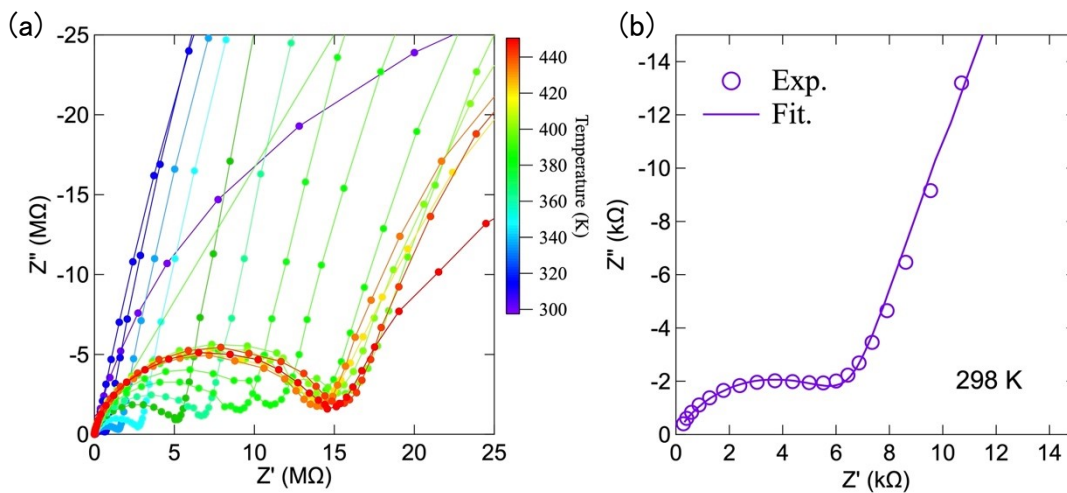 (a)
-25
-20
-15
-10
-5
0
Z" (MΩ)
0 5 10 15 20 25
Z' (MΩ)
440
420
400
380
360
340
320
300
Temperature (K)
(b)
-14
-12
-10
-8
-6
-4
-2
0
Z" (kΩ)
Exp.
Fit.
298 K
0 2 4 6 8 10 12 14
Z' (kΩ)